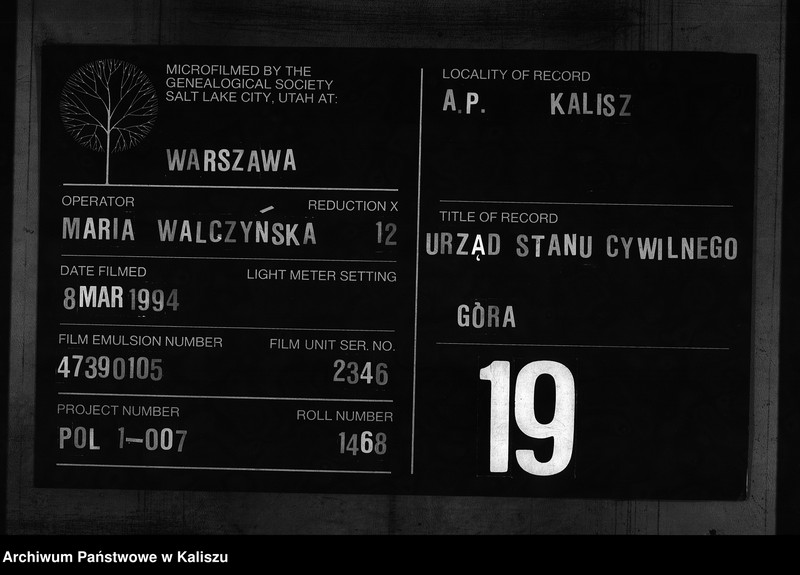 MICROFILMED BY THE
GENEALOGICAL SOCIETY
SALT LAKE CITY, UTAH AT:
WARSZAWA
OPERATOR REDUCTION X
MARIA WALCZYŃSKA 12
DATE FILMED LIGHT METER SETTING
8 MAR 1994
FILM EMULSION NUMBER FILM UNIT SER. NO.
47390105 2346
PROJECT NUMBER ROLL NUMBER
POL 1-007 1468
LOCALITY OF RECORD
A.P. KALISZ
TITLE OF RECORD
URZĄD STANU CYWILNEGO
GÒRA
19
Archiwum Państwowe w Kaliszu